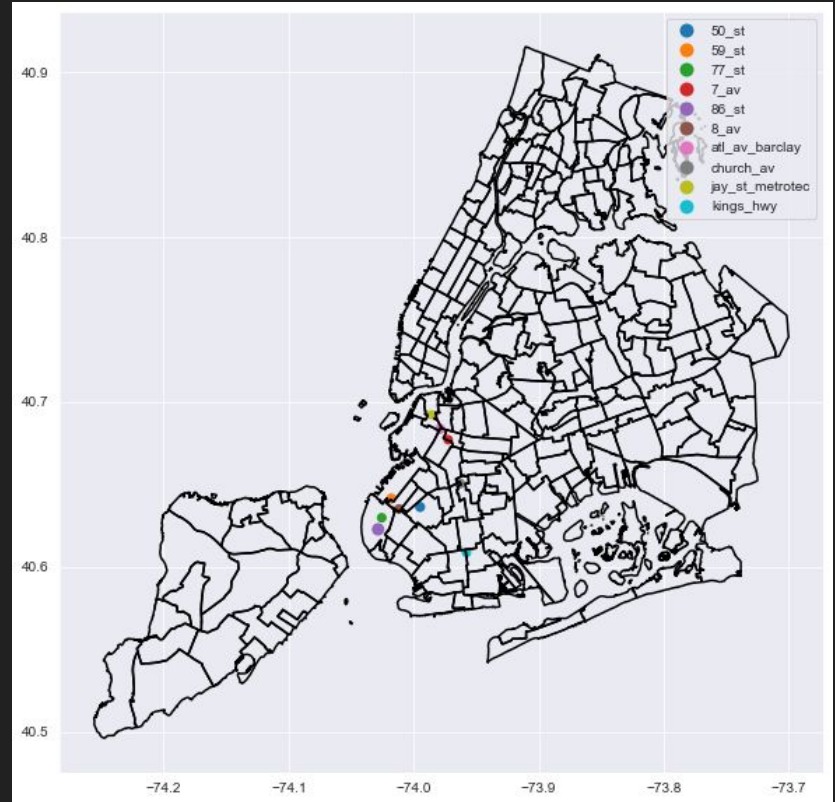 50_st
59_st
77_st
7_av
86_st
8_av
atl_av_barclay
church_av
jay_st_metrotec
kings_hwy
40.9
40.8
40.7
40.6
40.5
−74.2
−74.1
−74.0
−73.9
−73.8
−73.7